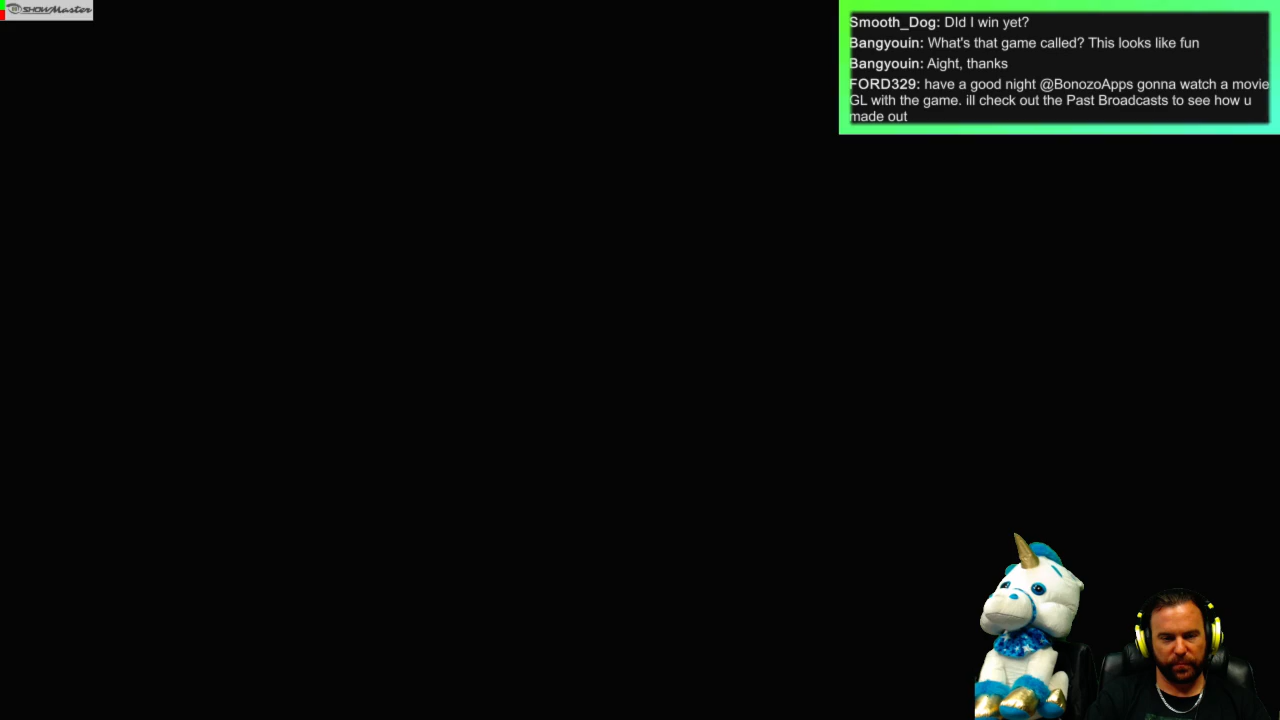 SHOWMaster
Smooth_Dog: DId I win yet?
Bangyouin: What's that game called? This looks like fun
Bangyouin: Aight, thanks
FORD329: have a good night @BonozoApps gonna watch a movie
GL with the game. ill check out the Past Broadcasts to see how u
made out